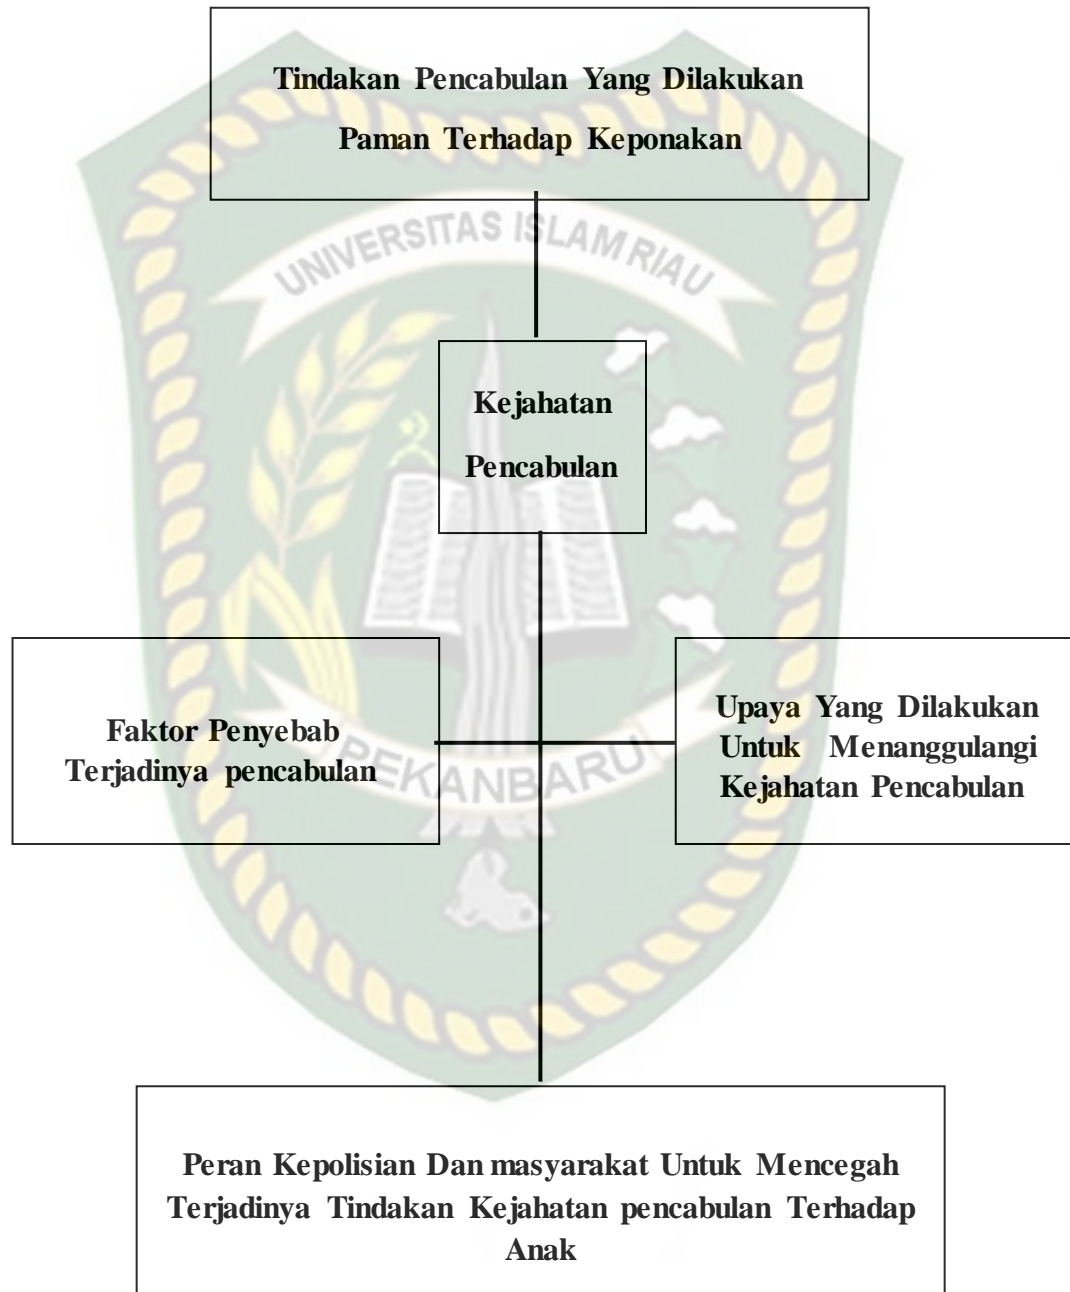 Tindakan Pencabulan Yang Dilakukan
Paman Terhadap Keponakan
UNIVERSITAS ISLAM RIAU
Kejahatan
Pencabulan
Faktor Penyebab
Terjadinya pencabulan
Upaya Yang Dilakukan
Untuk Menanggulangi
Kejahatan Pencabulan
PEKANBARU
Peran Kepolisian Dan masyarakat Untuk Mencegah
Terjadinya Tindakan Kejahatan pencabulan Terhadap
Anak